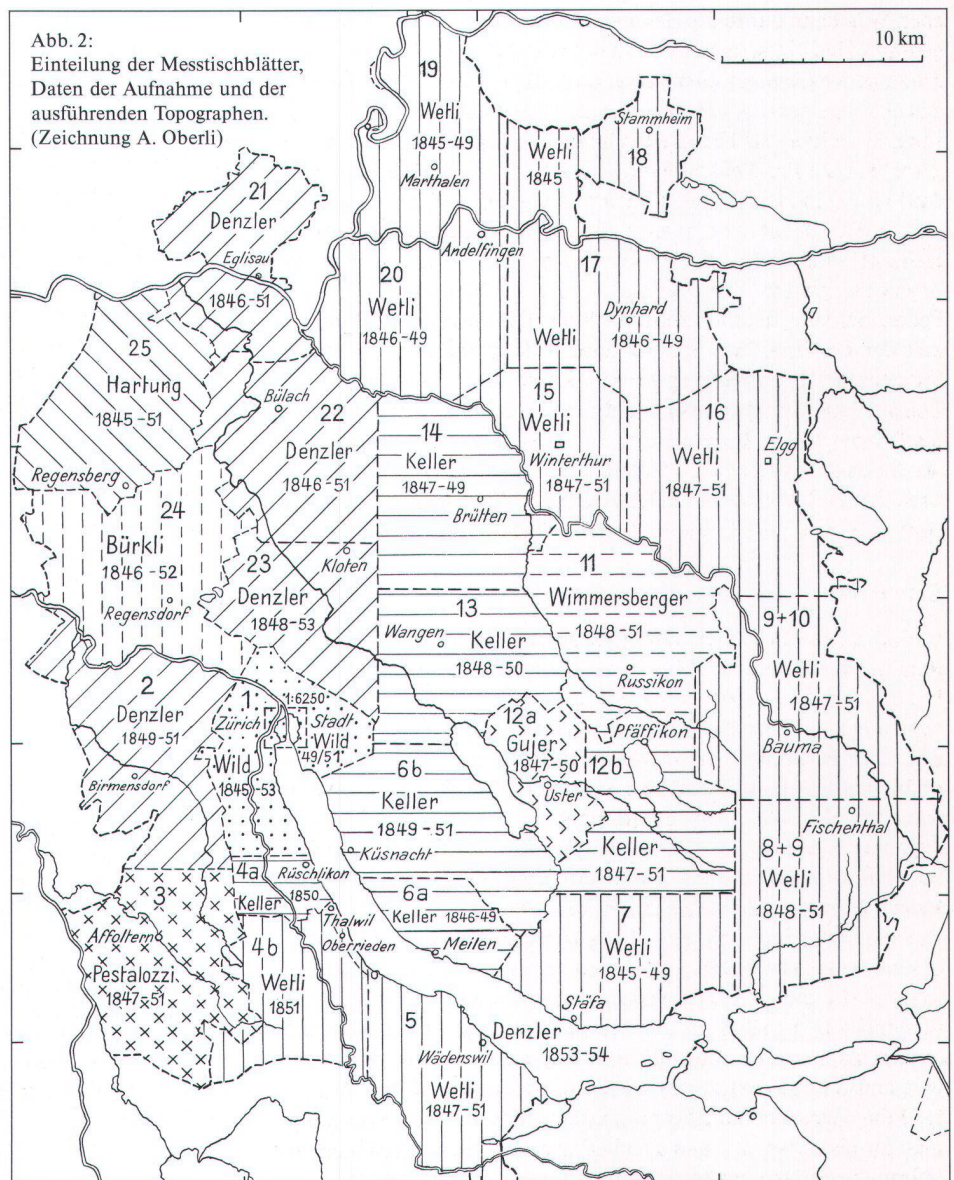 Abb. 2:
Einteilung der Messtischblätter,
Daten der Aufnahme und der
ausführenden Topographen.
(Zeichnung A. Oberli)
10 km
19
Wetli
1845-49
Marthalen
Wetli
1845
Stammheim
18
21
Denzler
Eglisau
1846-51
Andelfingen
20
Wetli
1846-49
17
Dynhard
1846-49
Wetli
25
Hartung
1845-51
Regensberg
Bülach
22
Denzler
1846-51
14
Keller
1847-49
Brütten
15
Wetli
Winterthur
1847-51
16
Wetli
1847-51
Elgg
24
Bürkli
1846-52
Regensdorf
23
Denzler
1848-53
Kloten
11
Wimmersberger
1848-51
Russikon
13
Wangen
Keller
1848-50
9+10
Wetli
1847-51
Bauma
2
Denzler
1849-51
Birmensdorf
1
1:6250
Zürich
Stadt
Wild
49/51
Wild
1845-53
12a
Gujer
1847-50
Uster
Pfäffikon
12b
6b
Keller
1849-51
Küsnacht
Keller
1847-51
Fischenthal
8+9
Wetli
1848-51
3
Affoltern
Pestalozzi
1847-51
4a
Rüschlikon
Keller
1850
Thalwil
Oberrieden
6a
Keller 1846-49
Meilen
4b
Wetli
1851
7
Wetli
1845-49
Stäfa
5
Denzler
1853-54
Wädenswil
Wetli
1847-51